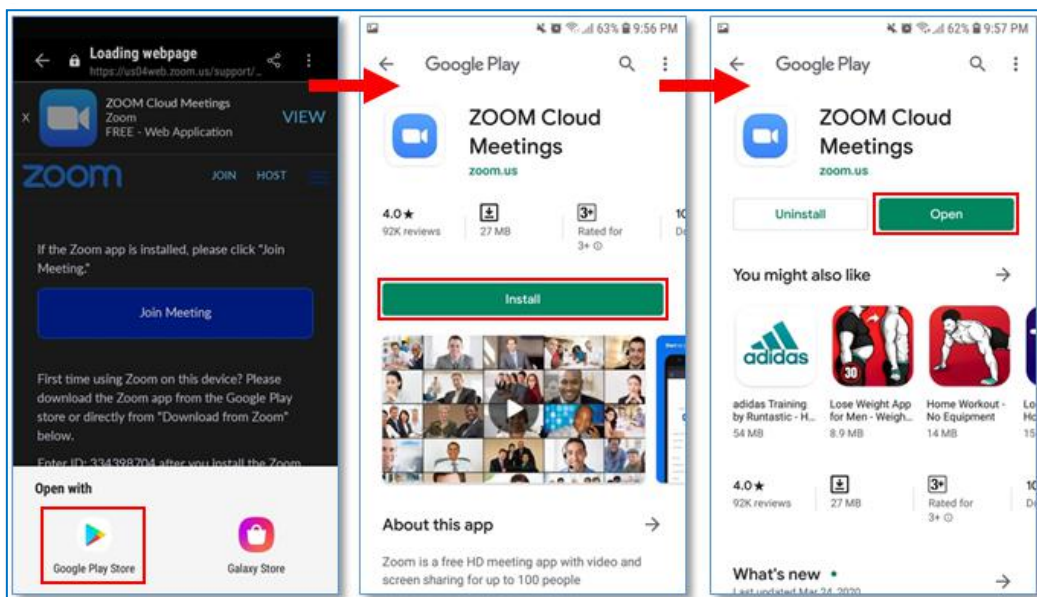 Loading webpage
https://us04web.zoom.us/support/...
x
ZOOM Cloud Meetings
Zoom
FREE - Web Application
VIEW
zoom
JOIN HOST
If the Zoom app is installed, please click "Join
Meeting."
Join Meeting
First time using Zoom on this device? Please
download the Zoom app from the Google Play
store or directly from "Download from Zoom"
below.
Enter ID: 334398704 after you install the Zoom
Open with
Google Play Store
Galaxy Store
63% 9:56 PM
Google Play
ZOOM Cloud
Meetings
zoom.us
4.0★
92K reviews
27 MB
3+
Rated for
3+
Install
About this app
Zoom is a free HD meeting app with video and
screen sharing for up to 100 people
62% 9:57 PM
Google Play
ZOOM Cloud
Meetings
zoom.us
Uninstall
Open
You might also like
adidas
30
adidas Training
by Runtastic - H...
54 MB
Lose Weight App
for Men - Weigh...
8.9 MB
Home Workout -
No Equipment
14 MB
4.0★
92K reviews
27 MB
3+
Rated for
3+
What's new
Last updated Mar 24, 2020